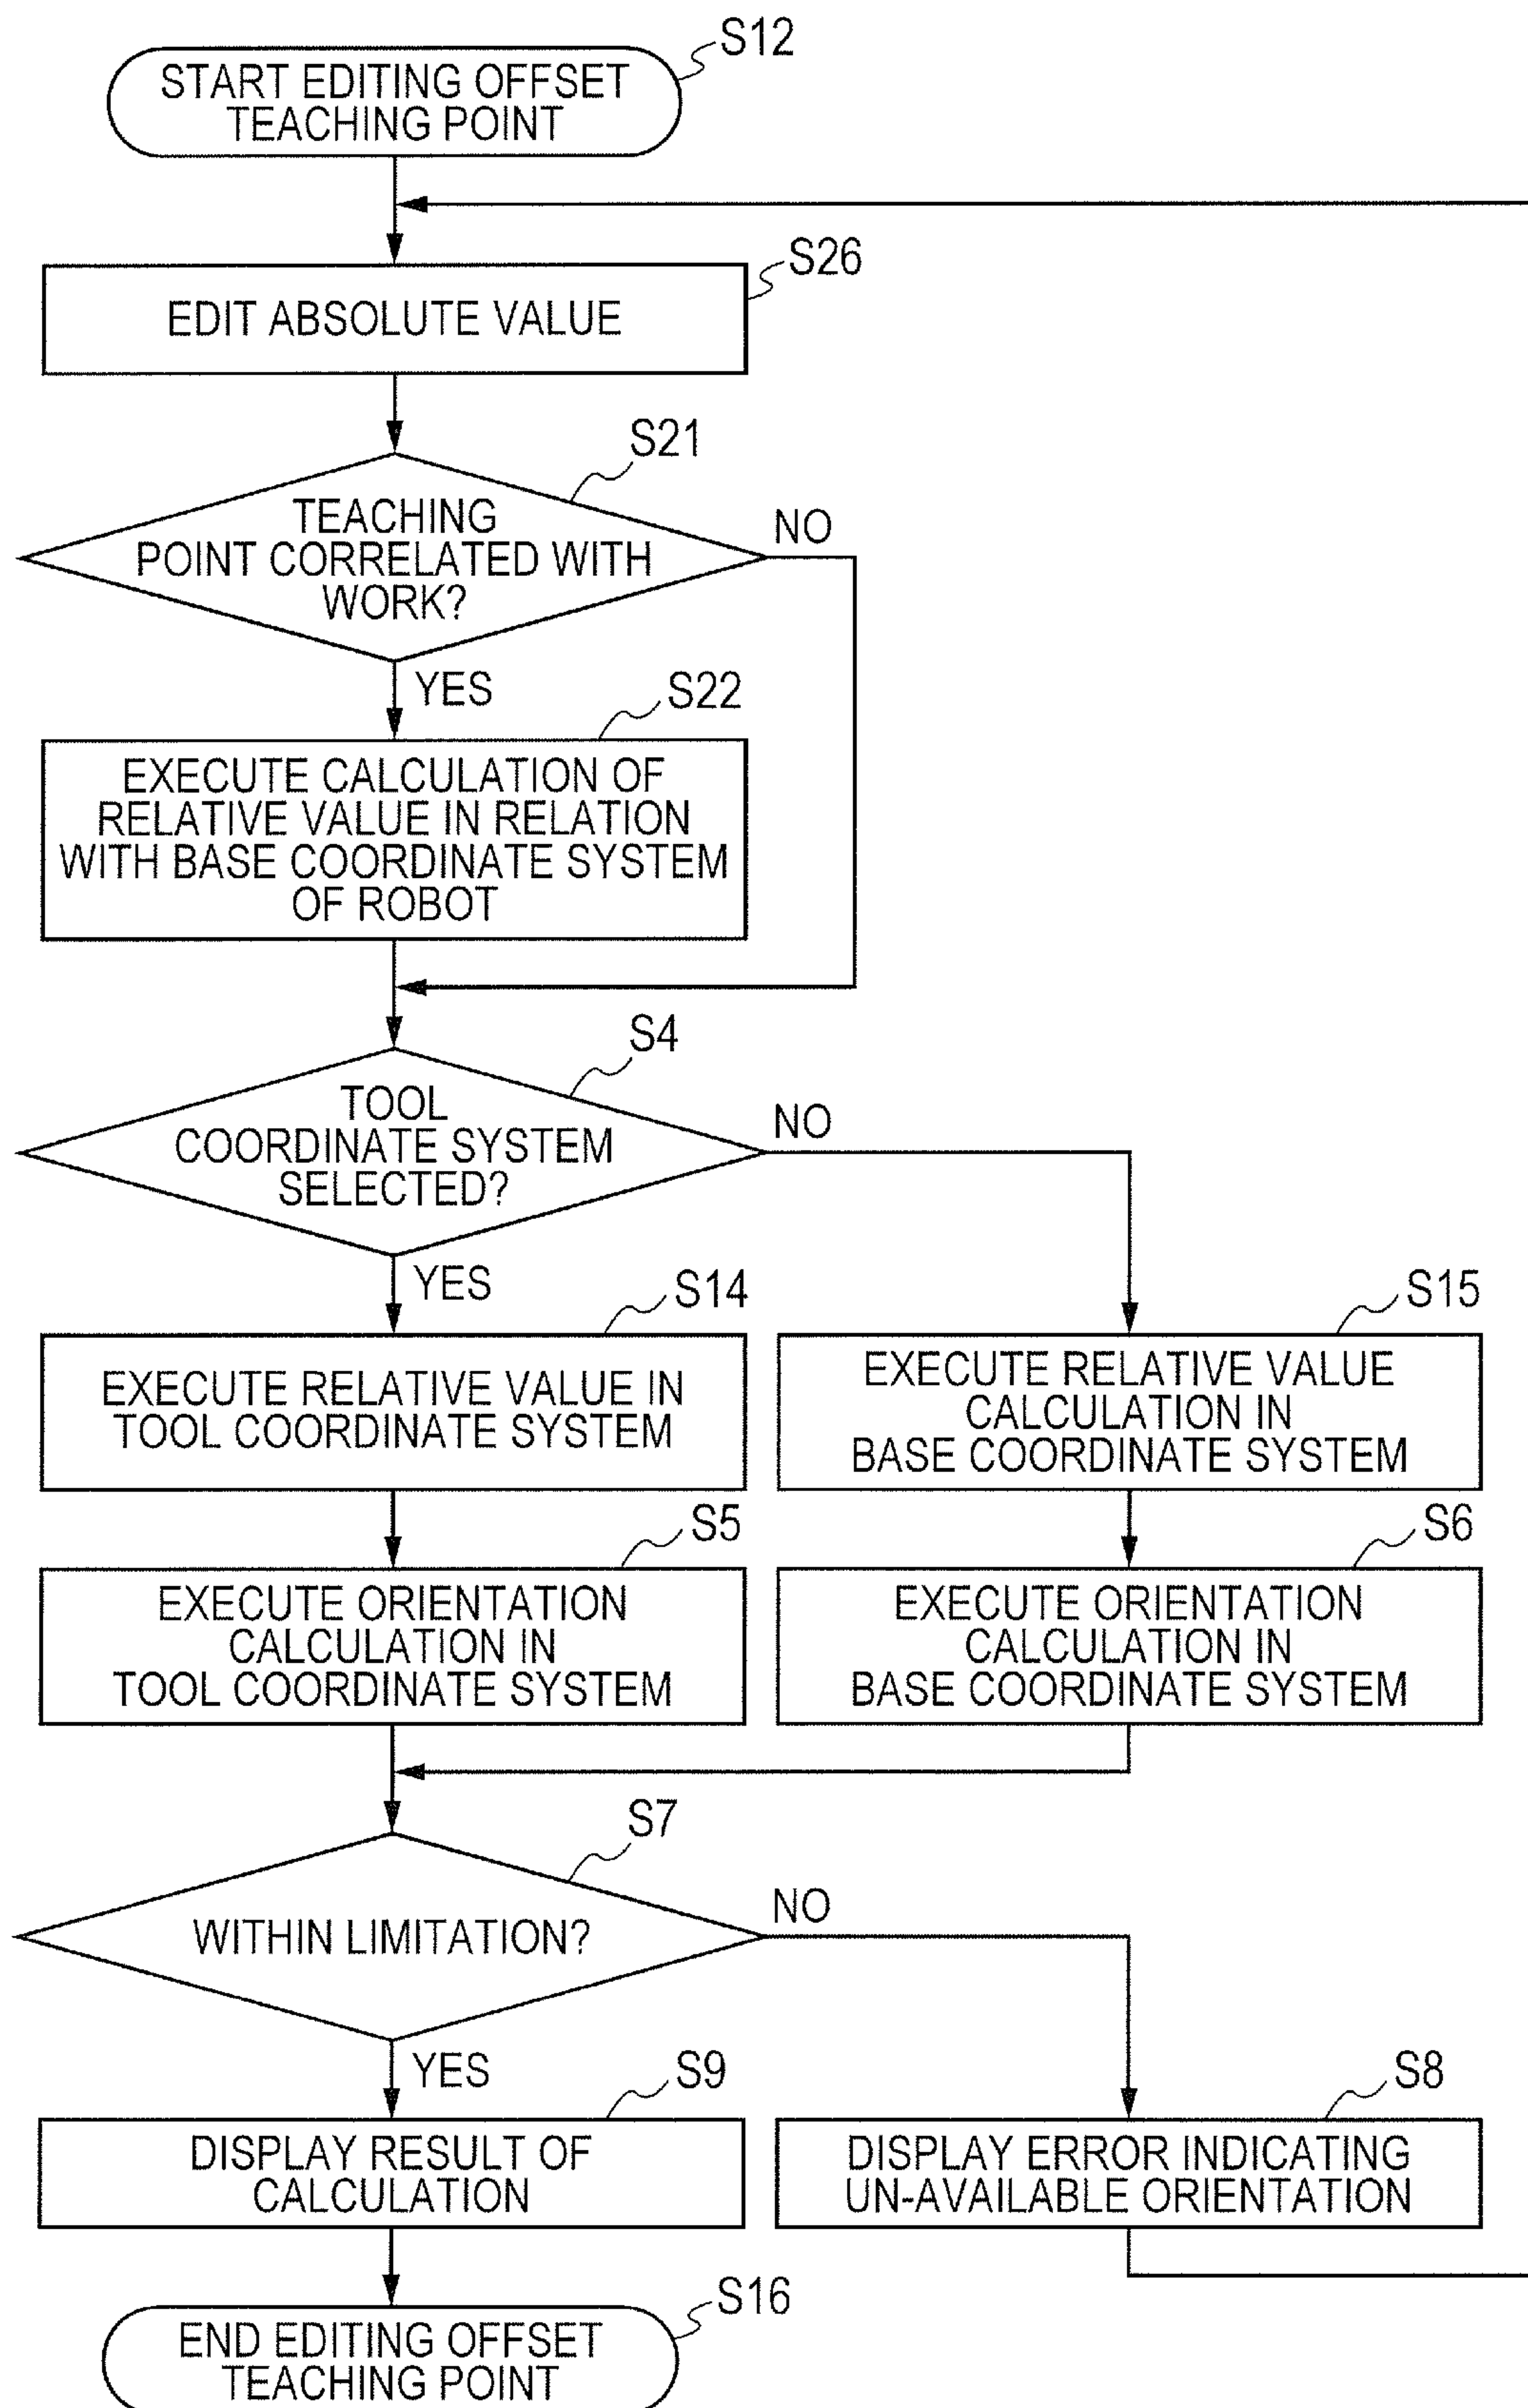 S12
START EDITING OFFSET
TEACHING POINT
S26
EDIT ABSOLUTE VALUE
S21
TEACHING
POINT CORRELATED WITH
WORK?
NO
YES
S22
EXECUTE CALCULATION OF
RELATIVE VALUE IN RELATION
WITH BASE COORDINATE SYSTEM
OF ROBOT
S4
TOOL
COORDINATE SYSTEM
SELECTED?
NO
YES
S14
EXECUTE RELATIVE VALUE IN
TOOL COORDINATE SYSTEM
S15
EXECUTE RELATIVE VALUE
CALCULATION IN
BASE COORDINATE SYSTEM
S5
EXECUTE ORIENTATION
CALCULATION IN
TOOL COORDINATE SYSTEM
S6
EXECUTE ORIENTATION
CALCULATION IN
BASE COORDINATE SYSTEM
S7
WITHIN LIMITATION?
NO
YES
S9
DISPLAY RESULT OF
CALCULATION
S8
DISPLAY ERROR INDICATING
UN-AVAILABLE ORIENTATION
S16
END EDITING OFFSET
TEACHING POINT